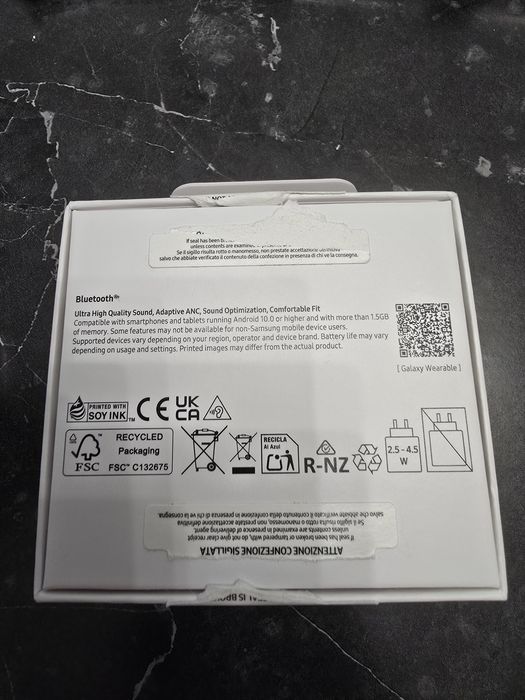 If seal has been
unless contents are
Se il sigillo risulta rotto o manomesso, non prestate accettazione definitiva
salvo che abbiate verificato il contenuto della confezione in presenza di chi ve la consegna.
Bluetooth®
Ultra High Quality Sound, Adaptive ANC, Sound Optimization, Comfortable Fit
Compatible with smartphones and tablets running Android 10.0 or higher and with more than 1.5GB
of memory. Some features may not be available for non-Samsung mobile device users.
Supported devices vary depending on your region, operator and device brand. Battery life may vary
depending on usage and settings. Printed images may differ from the actual product.
[ Galaxy Wearable ]
PRINTED WITH
SOY INK™
CE
UK
CA
FSC
RECYCLED
Packaging
FSC™ C132675
RECICLA
Al Azul
R-NZ
2.5 - 4.5
W
ATTENZIONE CONFEZIONE SIGILLATA
If seal has been broken or tampered with, do not give clear receipt
unless contents are examined in presence of delivering agent.
Se il sigillo risulta rotto o manomesso, non prestate accettazione definitiva
salvo che abbiate verificato il contenuto della confezione in presenza di chi ve la consegna.